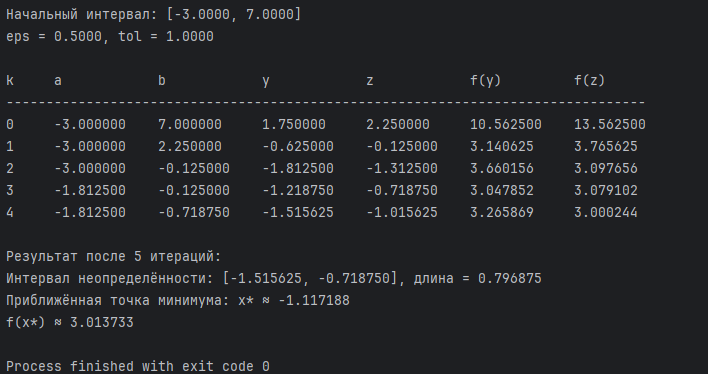 Начальный интервал: [-3.0000, 7.0000]
eps = 0.5000, tol = 1.0000
k a b y z f(y) f(z)
--------------------------------------------------------------------------------
0 -3.000000 7.000000 1.750000 2.250000 10.562500 13.562500
1 -3.000000 2.250000 -0.625000 -0.125000 3.140625 3.765625
2 -3.000000 -0.125000 -1.812500 -1.312500 3.660156 3.097656
3 -1.812500 -0.125000 -1.218750 -0.718750 3.047852 3.079102
4 -1.812500 -0.718750 -1.515625 -1.015625 3.265869 3.000244
Результат после 5 итераций:
Интервал неопределённости: [-1.515625, -0.718750], длина = 0.796875
Приближённая точка минимума: x* ≈ -1.117188
f(x*) ≈ 3.013733
Process finished with exit code 0